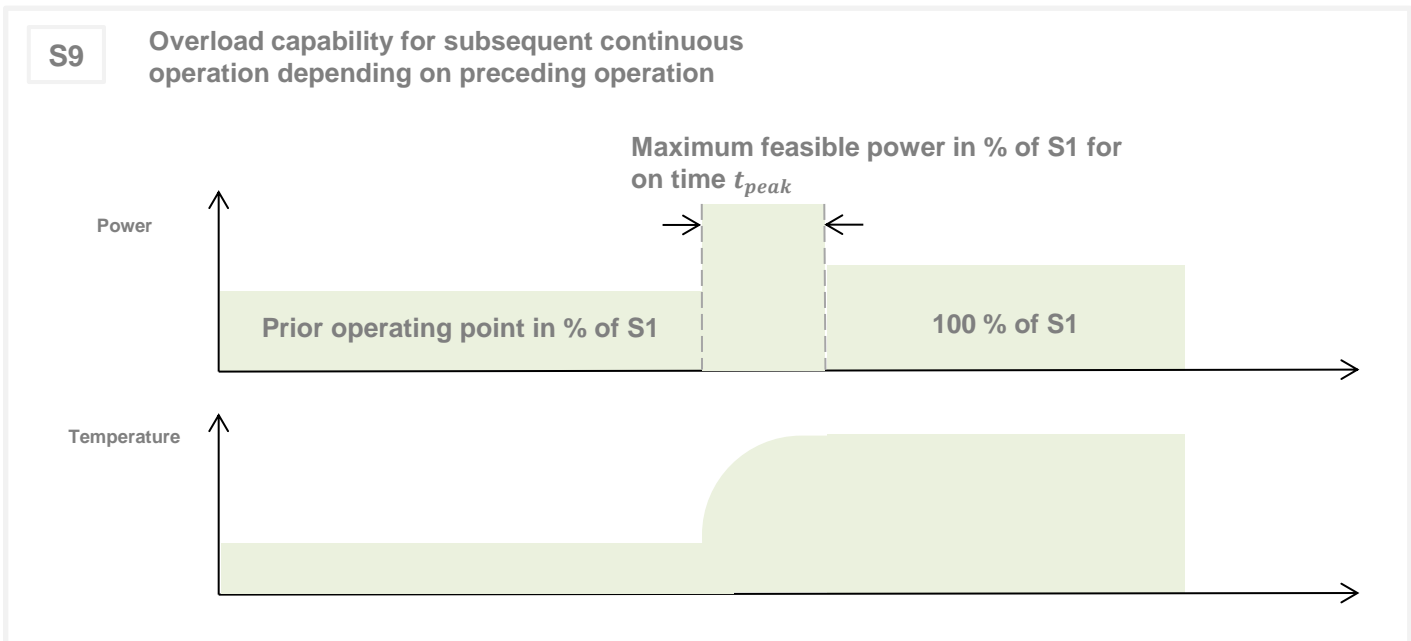 S9
Overload capability for subsequent continuous
operation depending on preceding operation
Maximum feasible power in % of S1 for
on time t_peak
Power
Prior operating point in % of S1
100 % of S1
Temperature